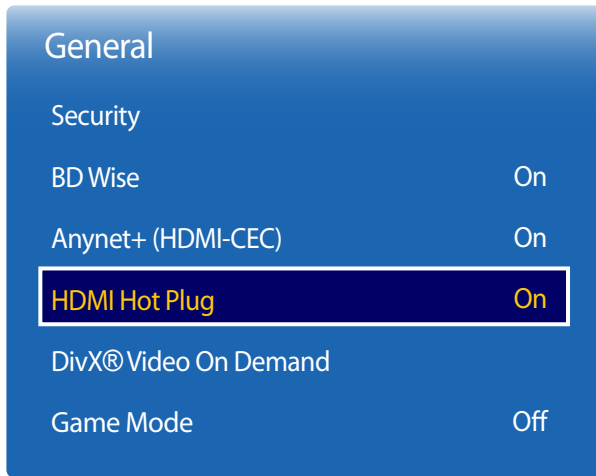 General
Security
BD Wise On
Anynet+ (HDMI-CEC) On
HDMI Hot Plug On
DivX® Video On Demand
Game Mode Off